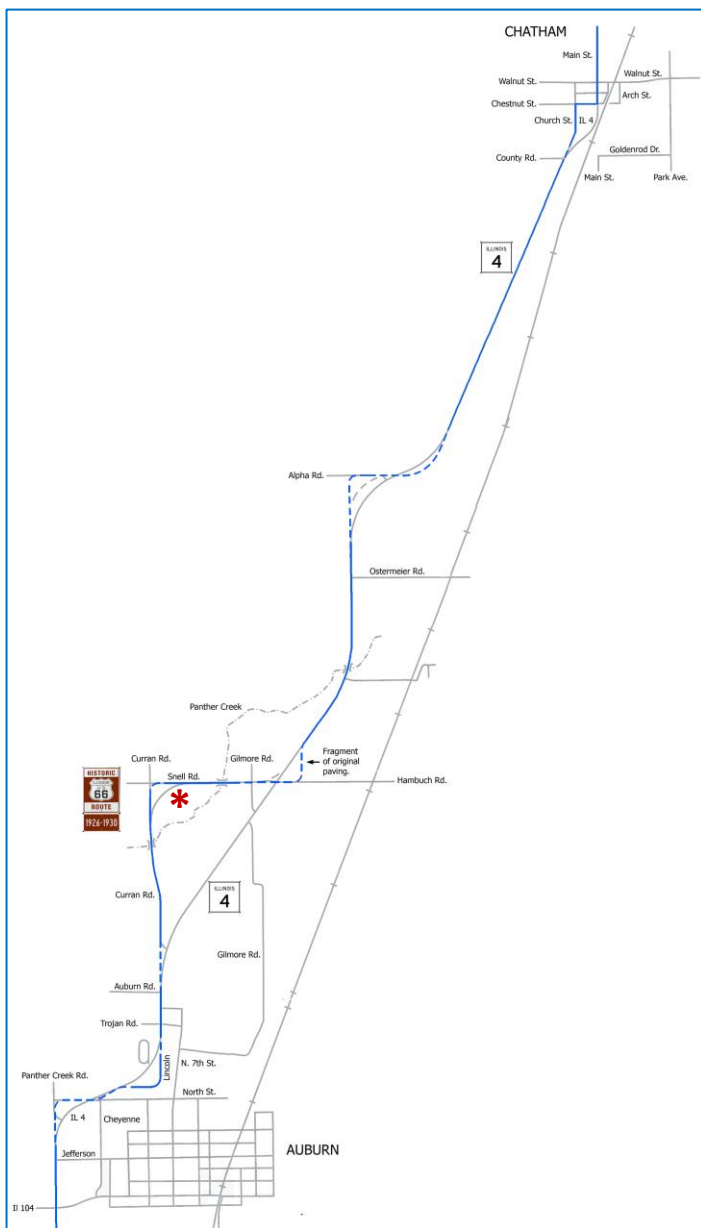 CHATHAM
Main St.
Walnut St.
Walnut St.
Arch St.
Chestnut St.
Church St.
IL 4
Goldenrod Dr.
County Rd.
Main St.
Park Ave.
ILLINOIS
4
Alpha Rd.
Ostermeier Rd.
Panther Creek
Fragment
of original
paving.
Curran Rd.
Gilmore Rd.
Snell Rd.
Hambuch Rd.
HISTORIC
ILLINOIS
US
66
ROUTE
1926-1930
*
Curran Rd.
ILLINOIS
4
Gilmore Rd.
Auburn Rd.
Trojan Rd.
Lincoln
N. 7th St.
Panther Creek Rd.
North St.
IL 4
Cheyenne
Jefferson
AUBURN
Il 104